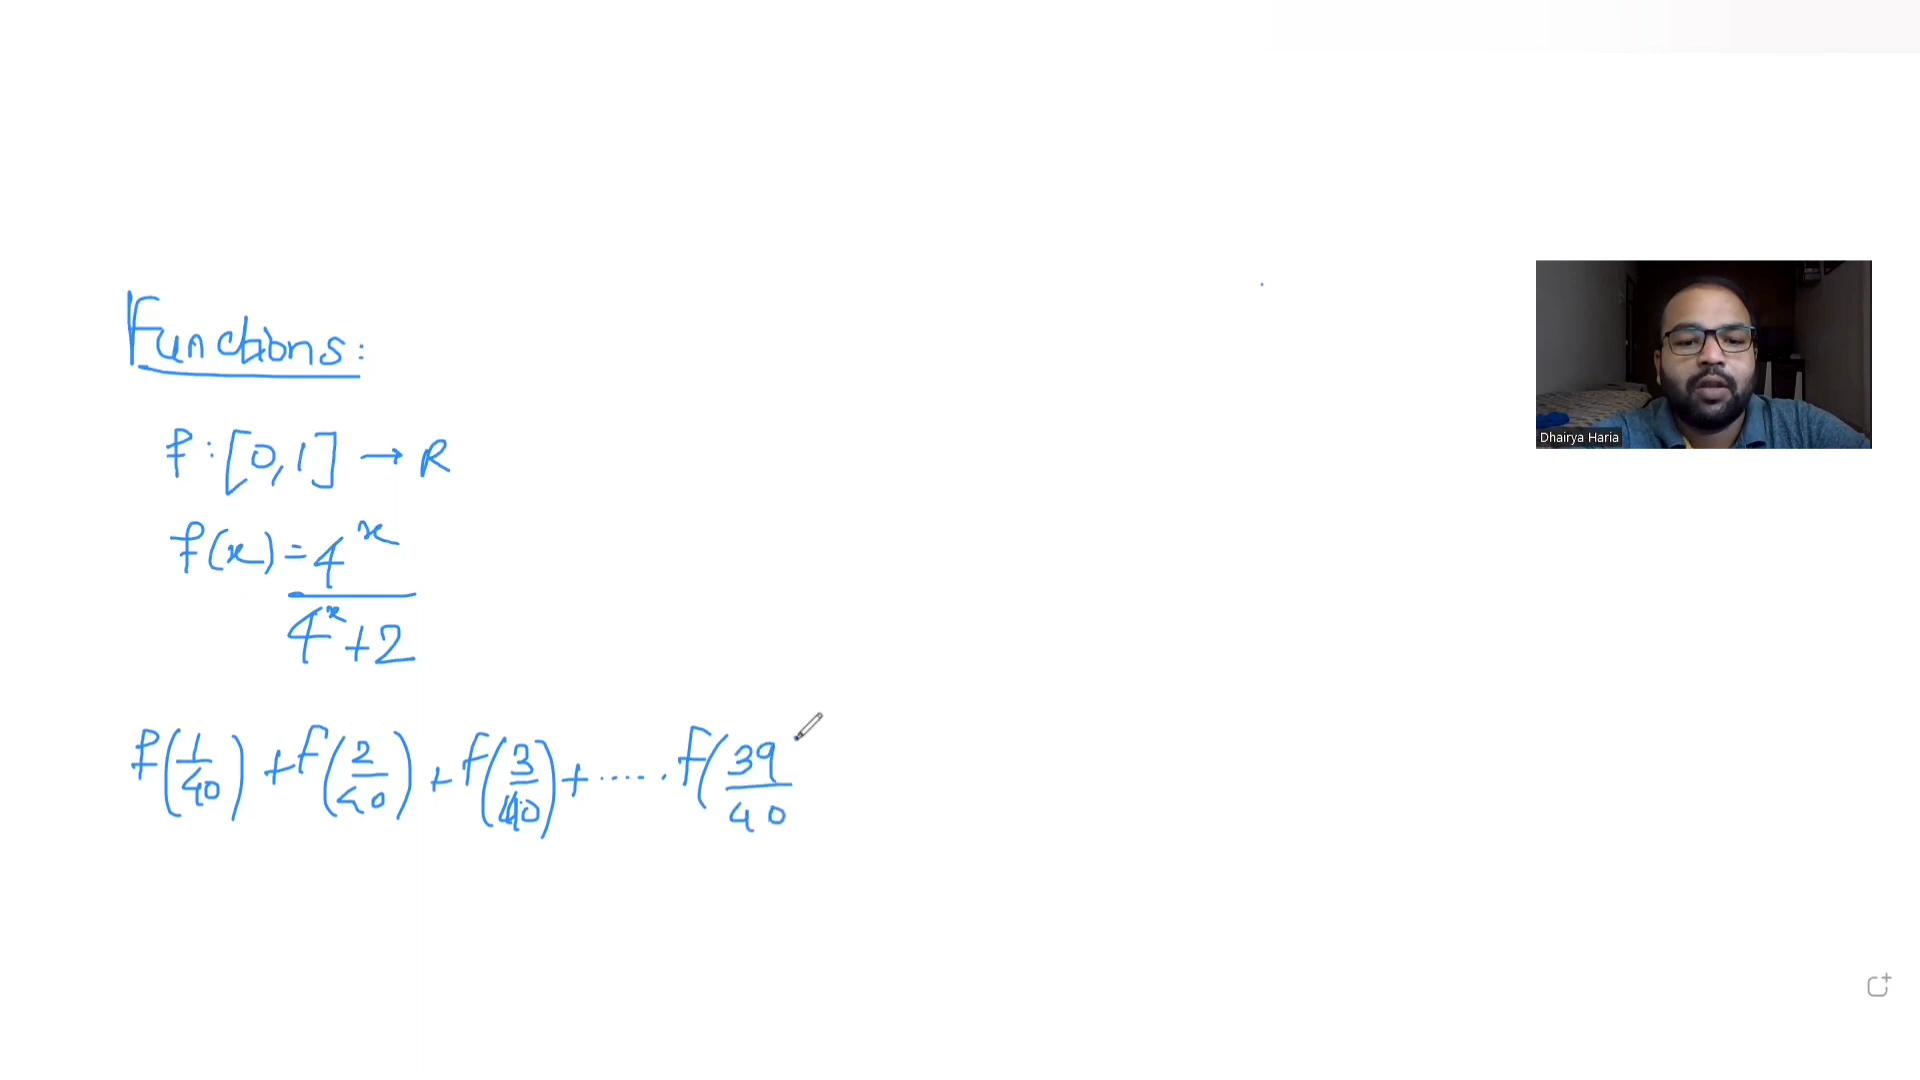 Functions:
f : [0,1] → R
f(x) = 4^x
4^x + 2
f(1/40) + f(2/40) + f(3/40) + ...... f(39/40
Dhairya Haria